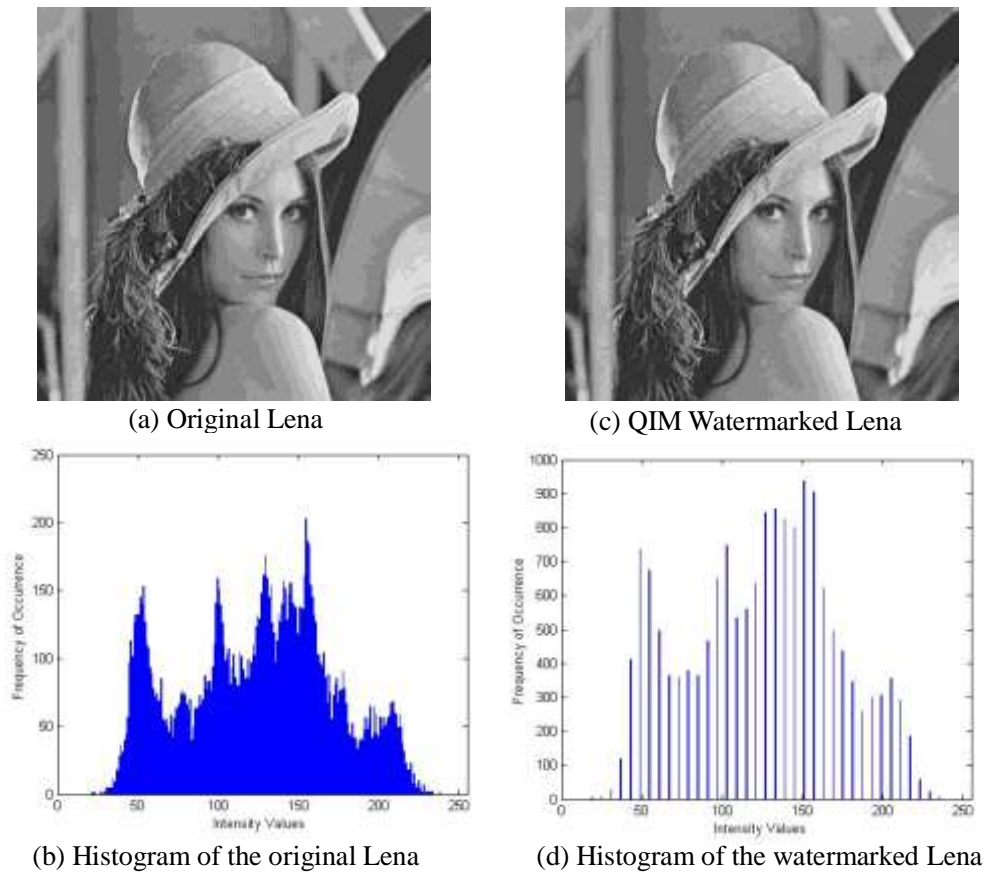 (a) Original Lena
(c) QIM Watermarked Lena
250
200
150
100
50
0
Frequency of Occurrence
0 50 100 150 200 250
Intensity Values
(b) Histogram of the original Lena
1000
900
800
700
600
500
400
300
200
100
0
Frequency of Occurrence
0 50 100 150 200 250
Intensity Values
(d) Histogram of the watermarked Lena